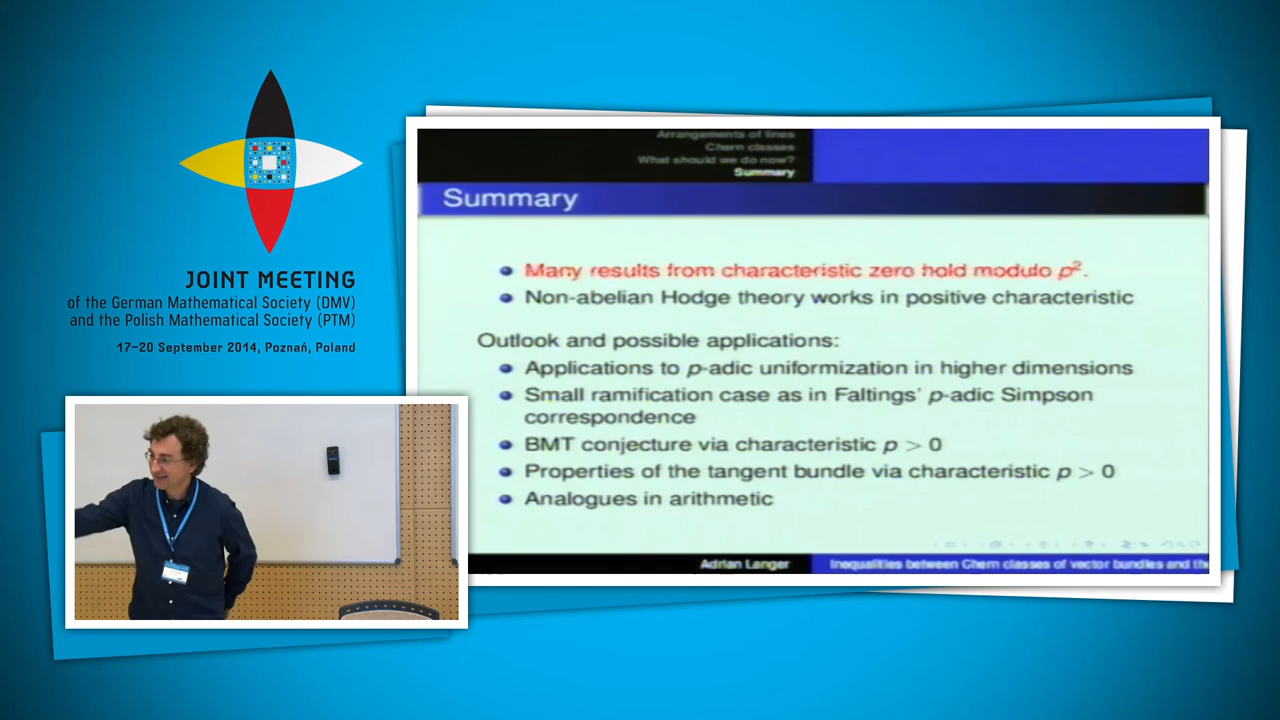 JOINT MEETING
of the German Mathematical Society (DMV)
and the Polish Mathematical Society (PTM)
17–20 September 2014, Poznań, Poland
Arrangements of lines
Chern classes
What should we do now?
Summary
Summary
Many results from characteristic zero hold modulo p².
Non-abelian Hodge theory works in positive characteristic
Outlook and possible applications:
Applications to p-adic uniformization in higher dimensions
Small ramification case as in Faltings' p-adic Simpson
correspondence
BMT conjecture via characteristic p > 0
Properties of the tangent bundle via characteristic p > 0
Analogues in arithmetic
Adrian Langer
Inequalities between Chern classes of vector bundles and